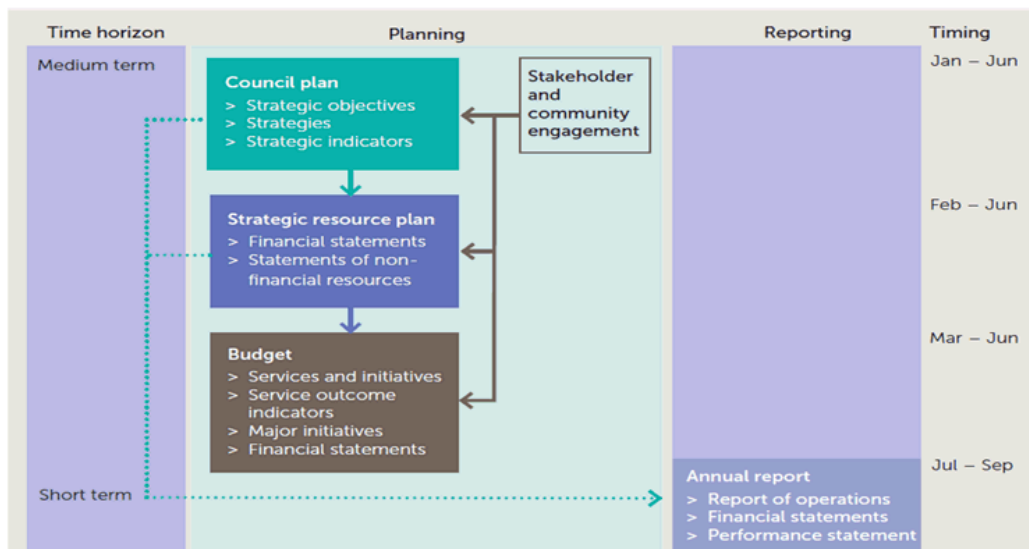 Time horizon
Planning
Reporting
Timing
Medium term
Council plan
> Strategic objectives
> Strategies
> Strategic indicators
Stakeholder
and
community
engagement
Jan – Jun
Strategic resource plan
> Financial statements
> Statements of non-
financial resources
Feb – Jun
Budget
> Services and initiatives
> Service outcome
indicators
> Major initiatives
> Financial statements
Mar – Jun
Short term
Annual report
> Report of operations
> Financial statements
> Performance statement
Jul – Sep